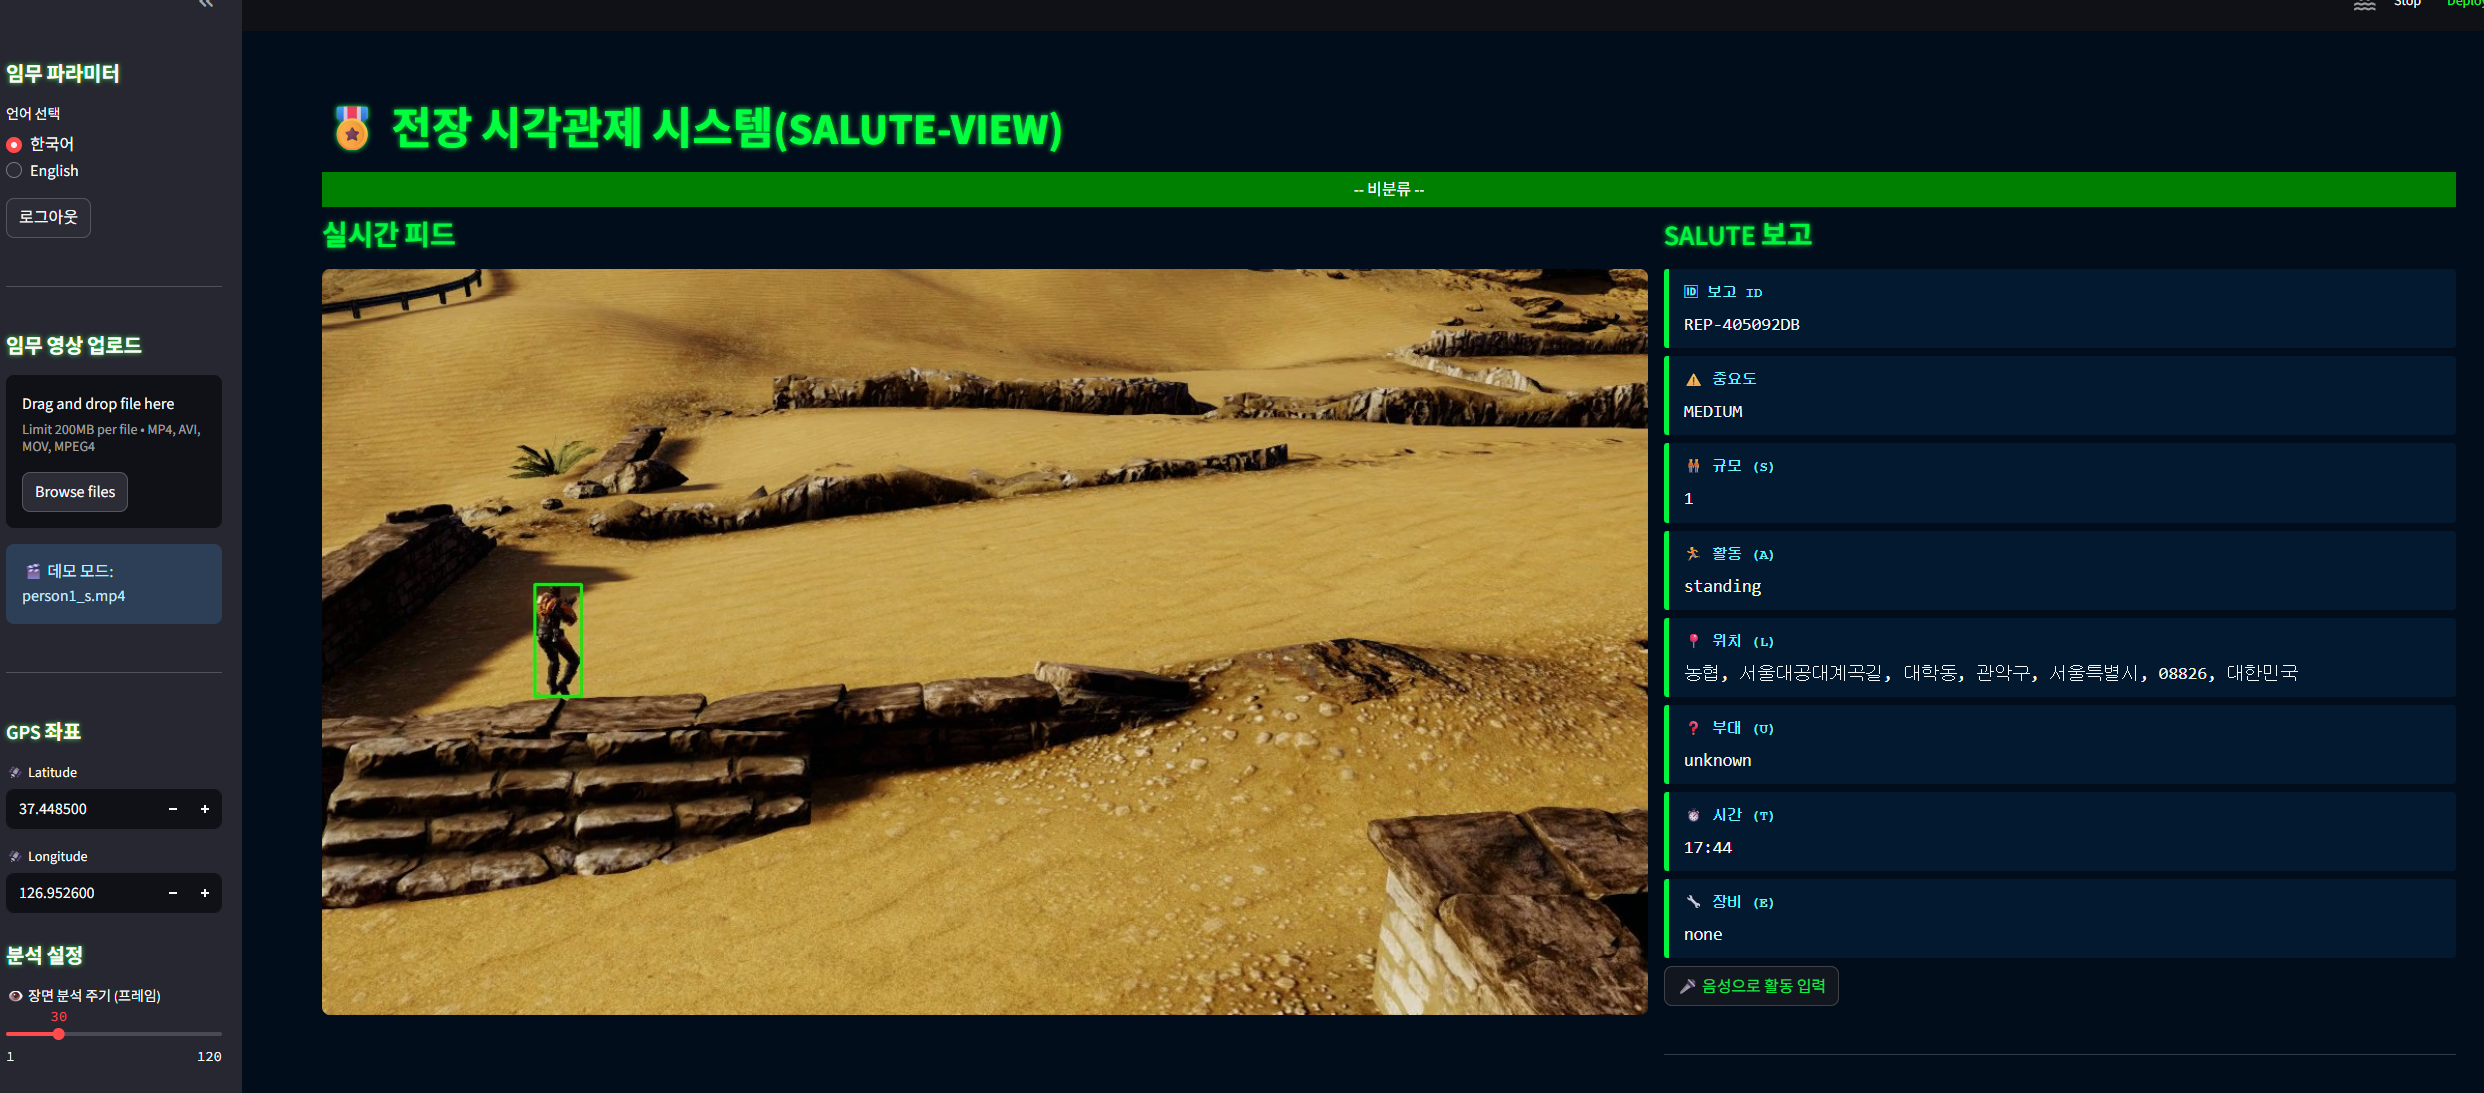 Stop
Deploy
임무 파라미터
언어 선택
한국어
English
로그아웃
임무 영상 업로드
Drag and drop file here
Limit 200MB per file • MP4, AVI,
MOV, MPEG4
Browse files
데모 모드:
person1_s.mp4
GPS 좌표
Latitude
37.448500
Longitude
126.952600
분석 설정
장면 분석 주기 (프레임)
30
1
120
전장 시각관제 시스템(SALUTE-VIEW)
-- 비분류 --
실시간 피드
SALUTE 보고
ID 보고 ID
REP-405092DB
중요도
MEDIUM
규모 (S)
1
활동 (A)
standing
위치 (L)
농협, 서울대공대계곡길, 대학동, 관악구, 서울특별시, 08826, 대한민국
부대 (U)
unknown
시간 (T)
17:44
장비 (E)
none
음성으로 활동 입력